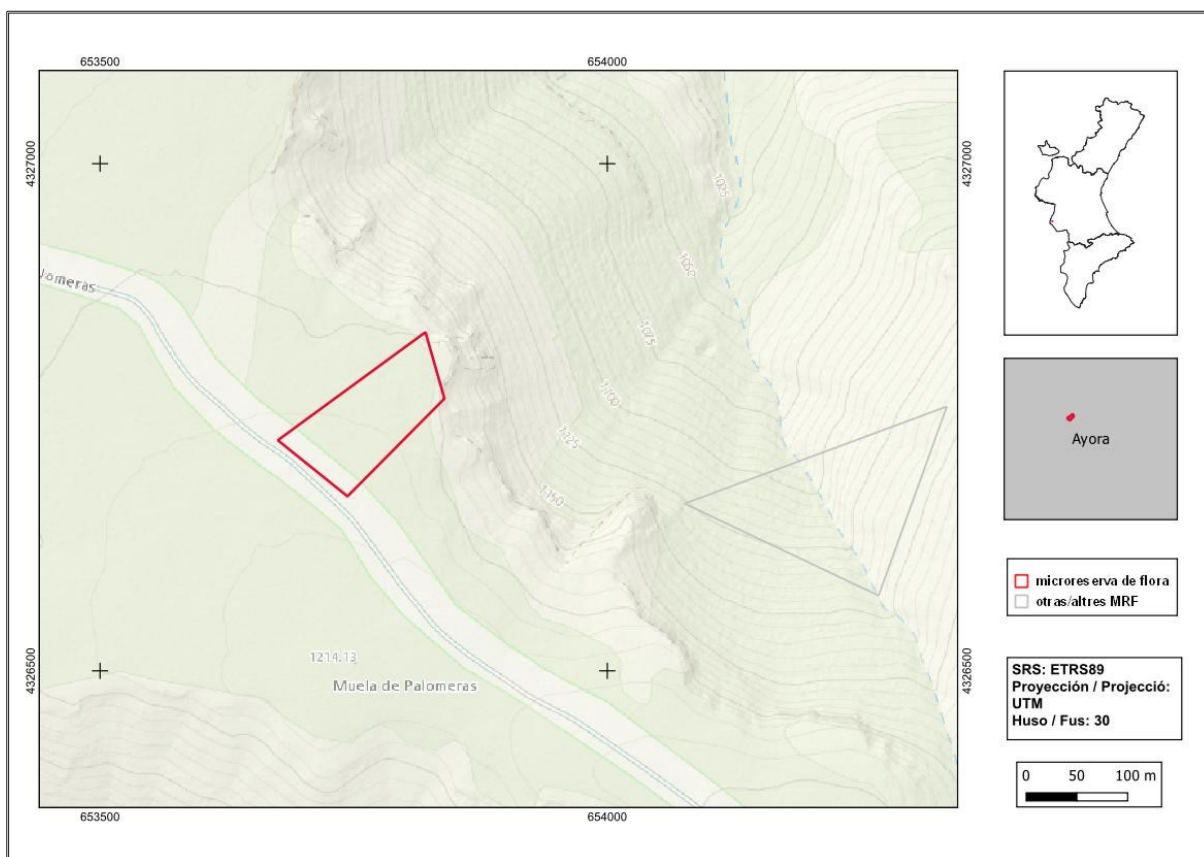 653500
654000
4327000
4327000
lomeras
1025
1050
1075
1100
1125
1150
1214.13
Muela de Palomeras
4326500
4326500
653500
654000
Ayora
microreserva de flora
otras/altres MRF
SRS: ETRS89
Proyección / Projecció:
UTM
Huso / Fus: 30
0 50 100 m